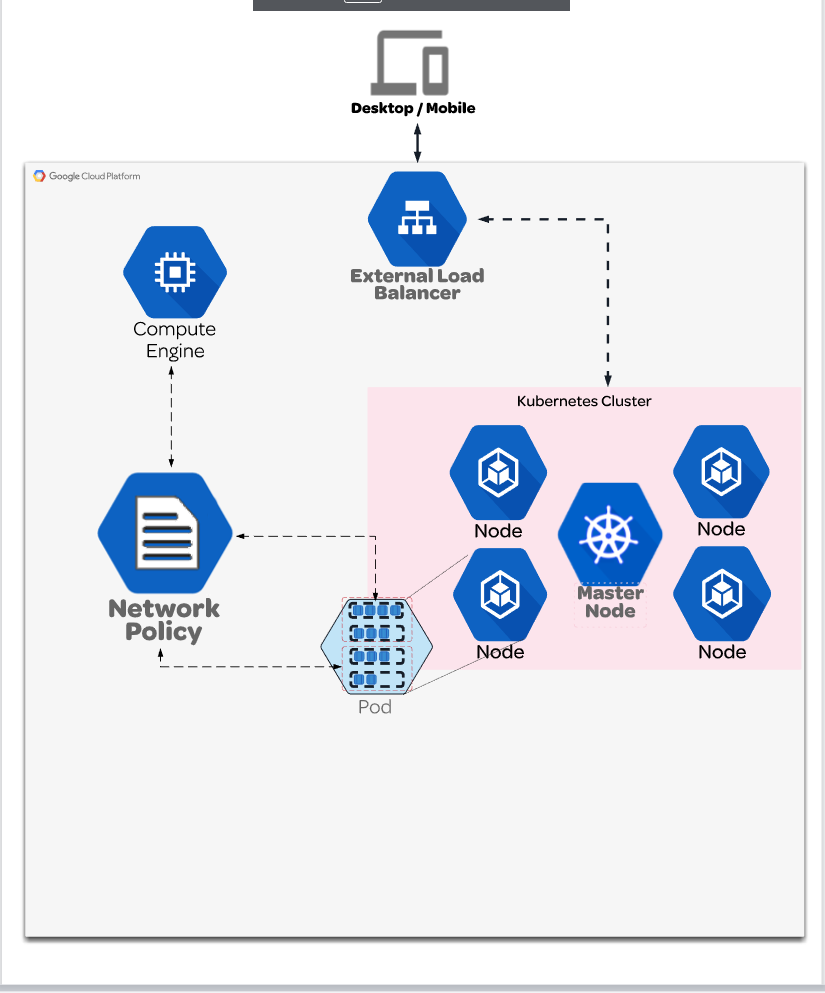 Desktop / Mobile
Google Cloud Platform
External Load
Balancer
Compute
Engine
Kubernetes Cluster
Node
Node
Master
Node
Network
Policy
Node
Node
Pod